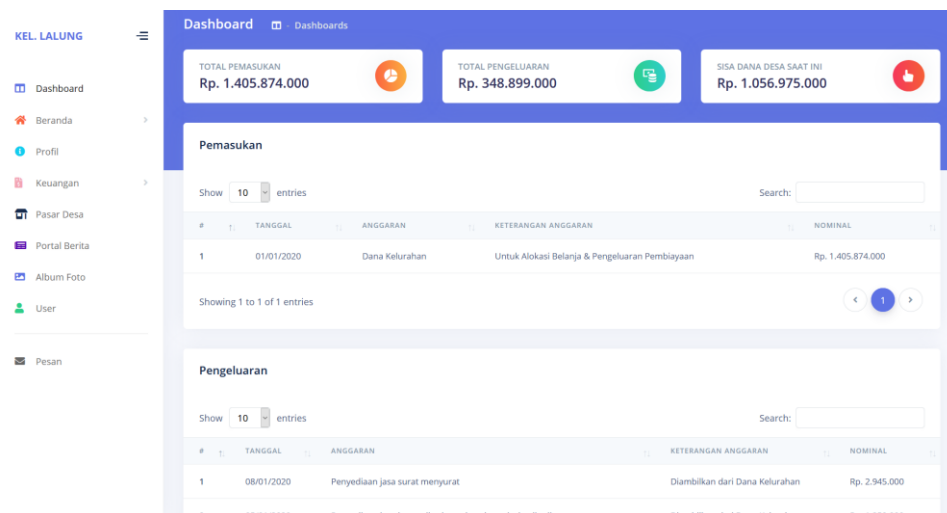 KEL. LALUNG
Dashboard
Beranda
Profil
Keuangan
Pasar Desa
Portal Berita
Album Foto
User
Pesan
Dashboard - Dashboards
TOTAL PEMASUKAN
Rp. 1.405.874.000
TOTAL PENGELUARAN
Rp. 348.899.000
SISA DANA DESA SAAT INI
Rp. 1.056.975.000
Pemasukan
Show 10 entries Search:
# TANGGAL ANGGARAN KETERANGAN ANGGARAN NOMINAL
1 01/01/2020 Dana Kelurahan Untuk Alokasi Belanja & Pengeluaran Pembiayaan Rp. 1.405.874.000
Showing 1 to 1 of 1 entries 1
Pengeluaran
Show 10 entries Search:
# TANGGAL ANGGARAN KETERANGAN ANGGARAN NOMINAL
1 08/01/2020 Penyediaan jasa surat menyurat Diambilkan dari Dana Kelurahan Rp. 2.945.000